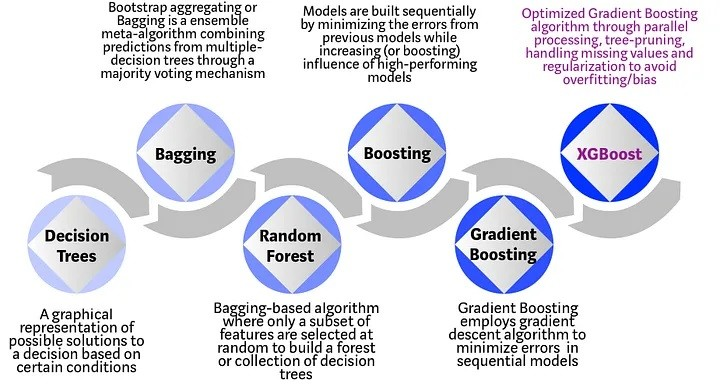 Bootstrap aggregating or
Bagging is a ensemble
meta-algorithm combining
predictions from multiple-
decision trees through a
majority voting mechanism
Models are built sequentially
by minimizing the errors from
previous models while
increasing (or boosting)
influence of high-performing
models
Optimized Gradient Boosting
algorithm through parallel
processing, tree-pruning,
handling missing values and
regularization to avoid
overfitting/bias
Bagging
Boosting
XGBoost
Decision
Trees
Random
Forest
Gradient
Boosting
A graphical
representation of
possible solutions to
a decision based on
certain conditions
Bagging-based algorithm
where only a subset of
features are selected at
random to build a forest
or collection of decision
trees
Gradient Boosting
employs gradient
descent algorithm to
minimize errors in
sequential models